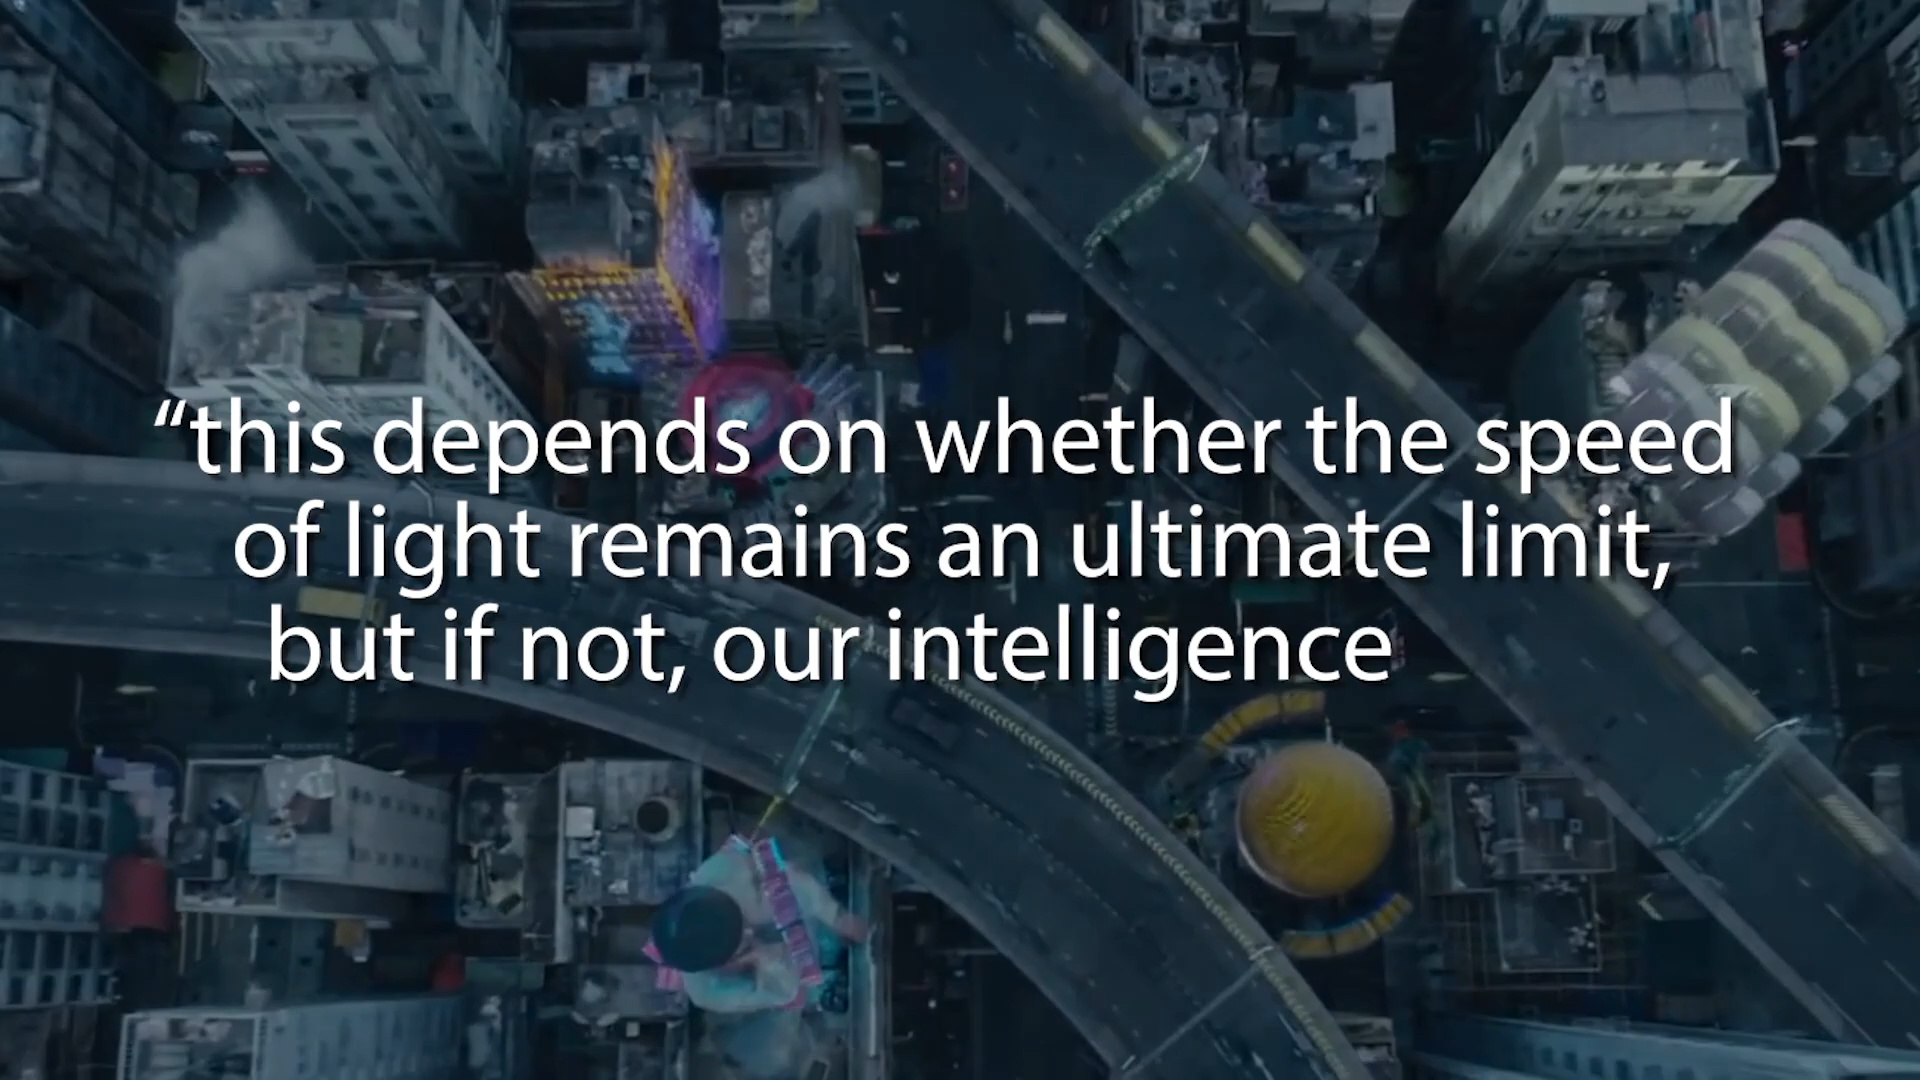 “this depends on whether the speed
of light remains an ultimate limit,
but if not, our intelligence